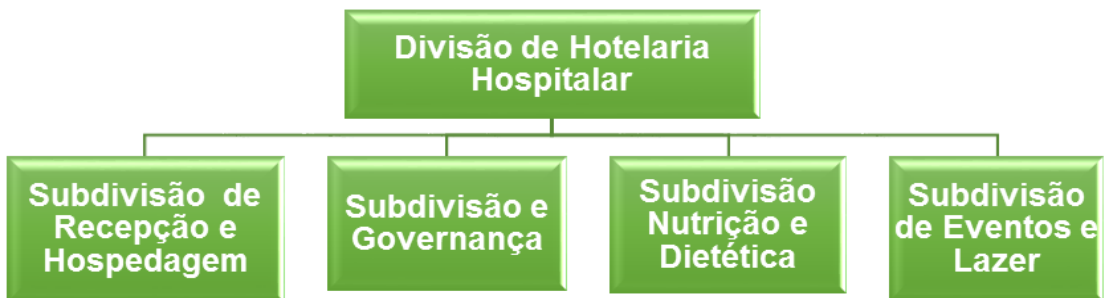 Divisão de Hotelaria
Hospitalar
Subdivisão de
Recepção e
Hospedagem
Subdivisão e
Governança
Subdivisão
Nutrição e
Dietética
Subdivisão
de Eventos e
Lazer